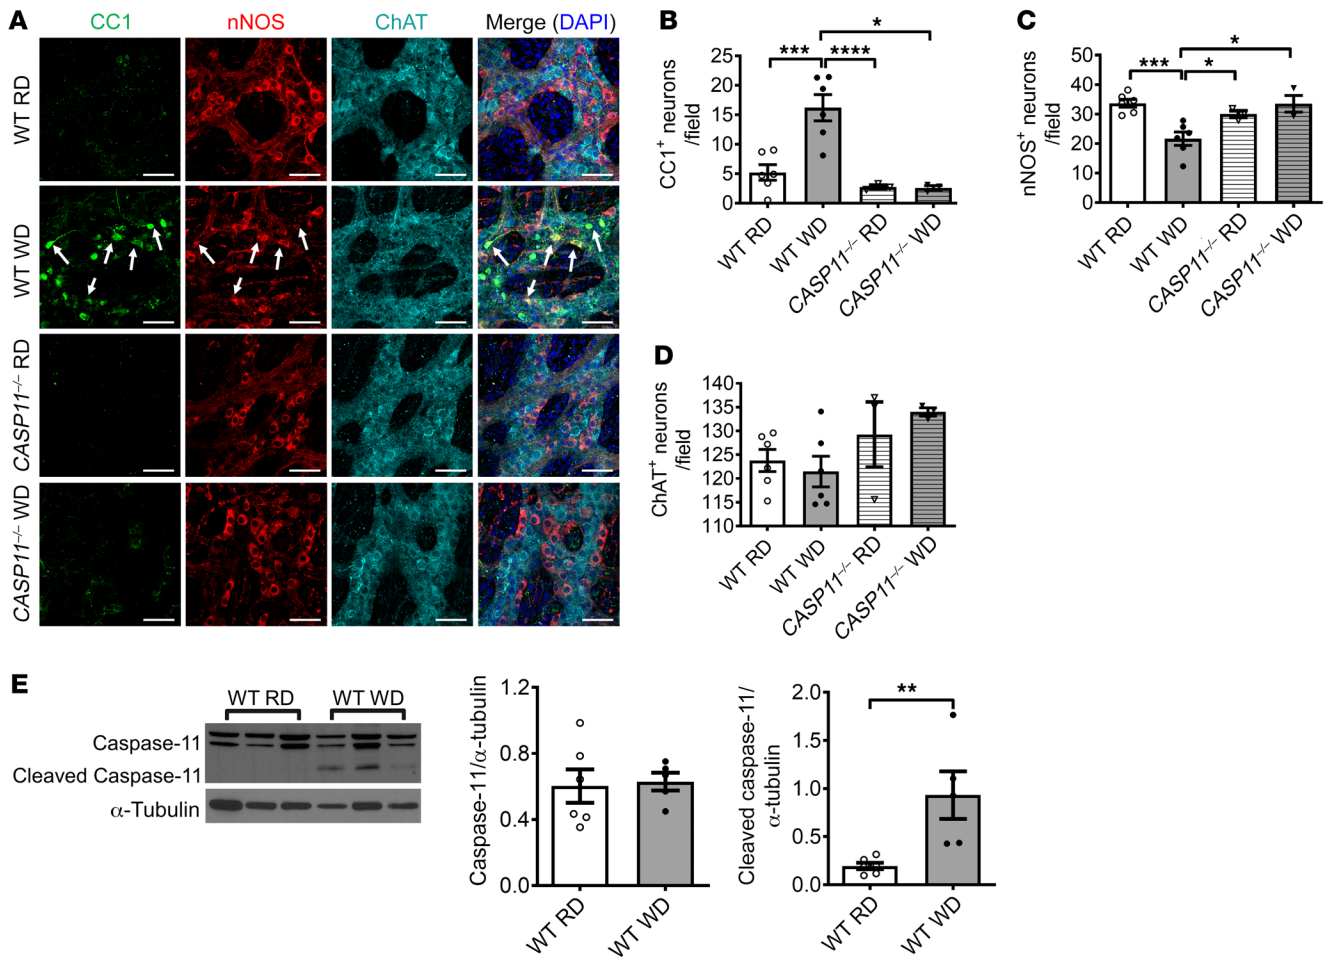 A
CC1
nNOS
ChAT
Merge (DAPI)
WT RD
WT WD
CASP11–/– RD
CASP11–/– WD
B
CC1+ neurons
/field
25
20
15
10
5
0
***
****
*
WT RD
WT WD
CASP11–/– RD
CASP11–/– WD
C
nNOS+ neurons
/field
50
40
30
20
10
0
***
*
*
WT RD
WT WD
CASP11–/– RD
CASP11–/– WD
D
ChAT+ neurons
/field
140
135
130
125
120
115
110
WT RD
WT WD
CASP11–/– RD
CASP11–/– WD
E
WT RD
WT WD
Caspase-11
Cleaved Caspase-11
α-Tubulin
Caspase-11/α-tubulin
1.2
0.8
0.4
0.0
WT RD
WT WD
Cleaved caspase-11/
α-tubulin
2.0
1.5
1.0
0.5
0.0
**
WT RD
WT WD